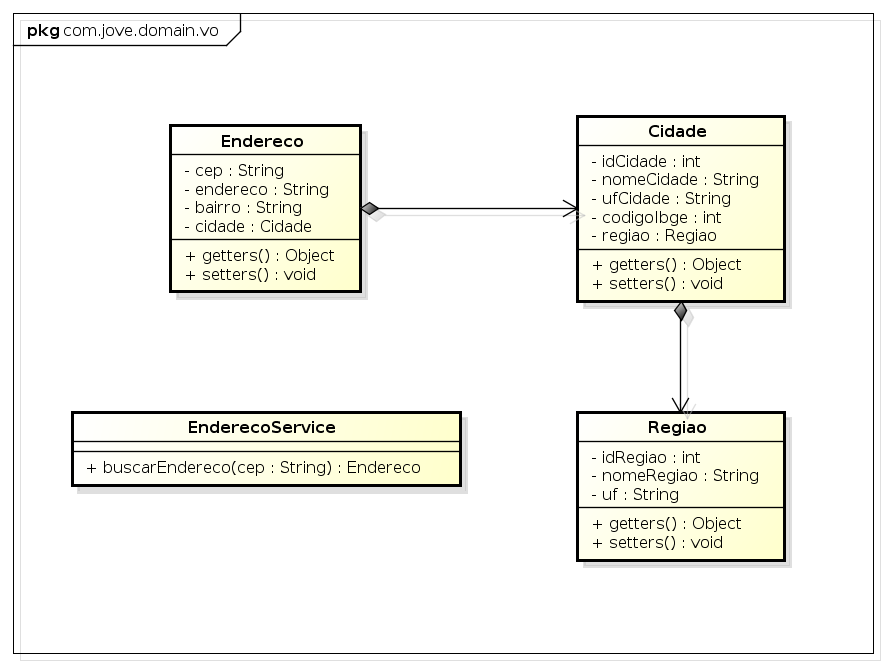 pkg com.jove.domain.vo
Endereco
- cep : String
- endereco : String
- bairro : String
- cidade : Cidade
+ getters() : Object
+ setters() : void
Cidade
- idCidade : int
- nomeCidade : String
- ufCidade : String
- codigoIbge : int
- regiao : Regiao
+ getters() : Object
+ setters() : void
EnderecoService
+ buscarEndereco(cep : String) : Endereco
Regiao
- idRegiao : int
- nomeRegiao : String
- uf : String
+ getters() : Object
+ setters() : void